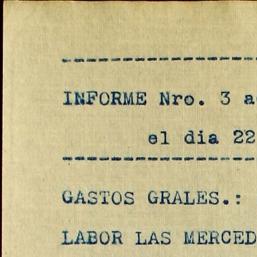 INFORME Nro. 3 a
el dia 22
GASTOS GRALES.:
LABOR LAS MERCED